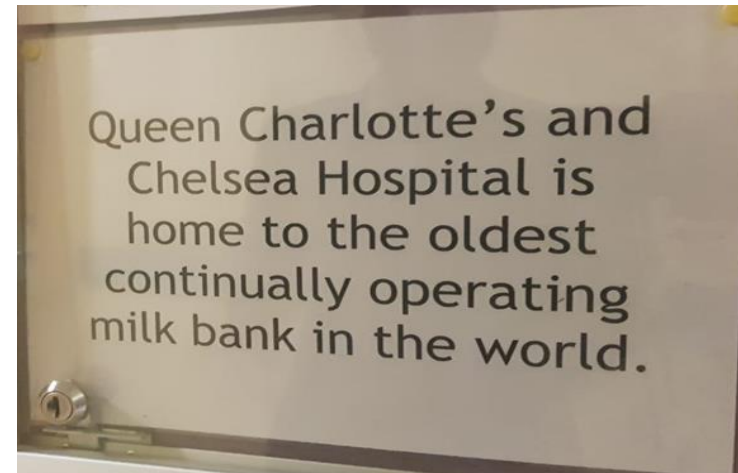 Queen Charlotte's and
Chelsea Hospital is
home to the oldest
continually operating
milk bank in the world.